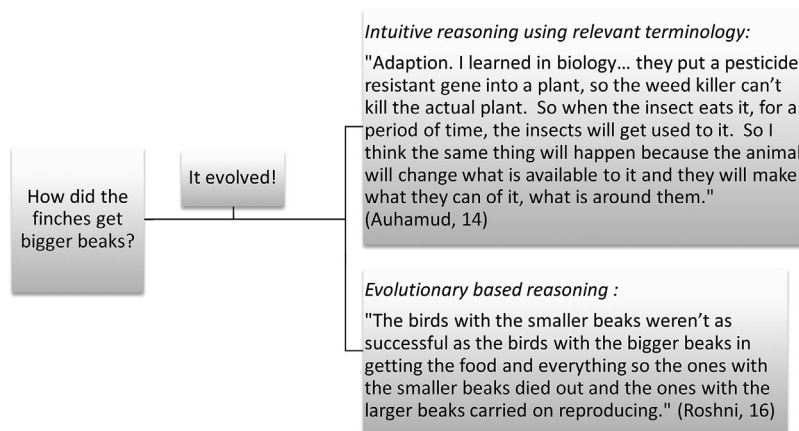 How did the
finches get
bigger beaks?
It evolved!
Intuitive reasoning using relevant terminology:
"Adaption. I learned in biology… they put a pesticide
resistant gene into a plant, so the weed killer can't
kill the actual plant.  So when the insect eats it, for a
period of time, the insects will get used to it.  So I
think the same thing will happen because the animal
will change what is available to it and they will make
what they can of it, what is around them."
(Auhamud, 14)
Evolutionary based reasoning :
"The birds with the smaller beaks weren't as
successful as the birds with the bigger beaks in
getting the food and everything so the ones with
the smaller beaks died out and the ones with the
larger beaks carried on reproducing." (Roshni, 16)